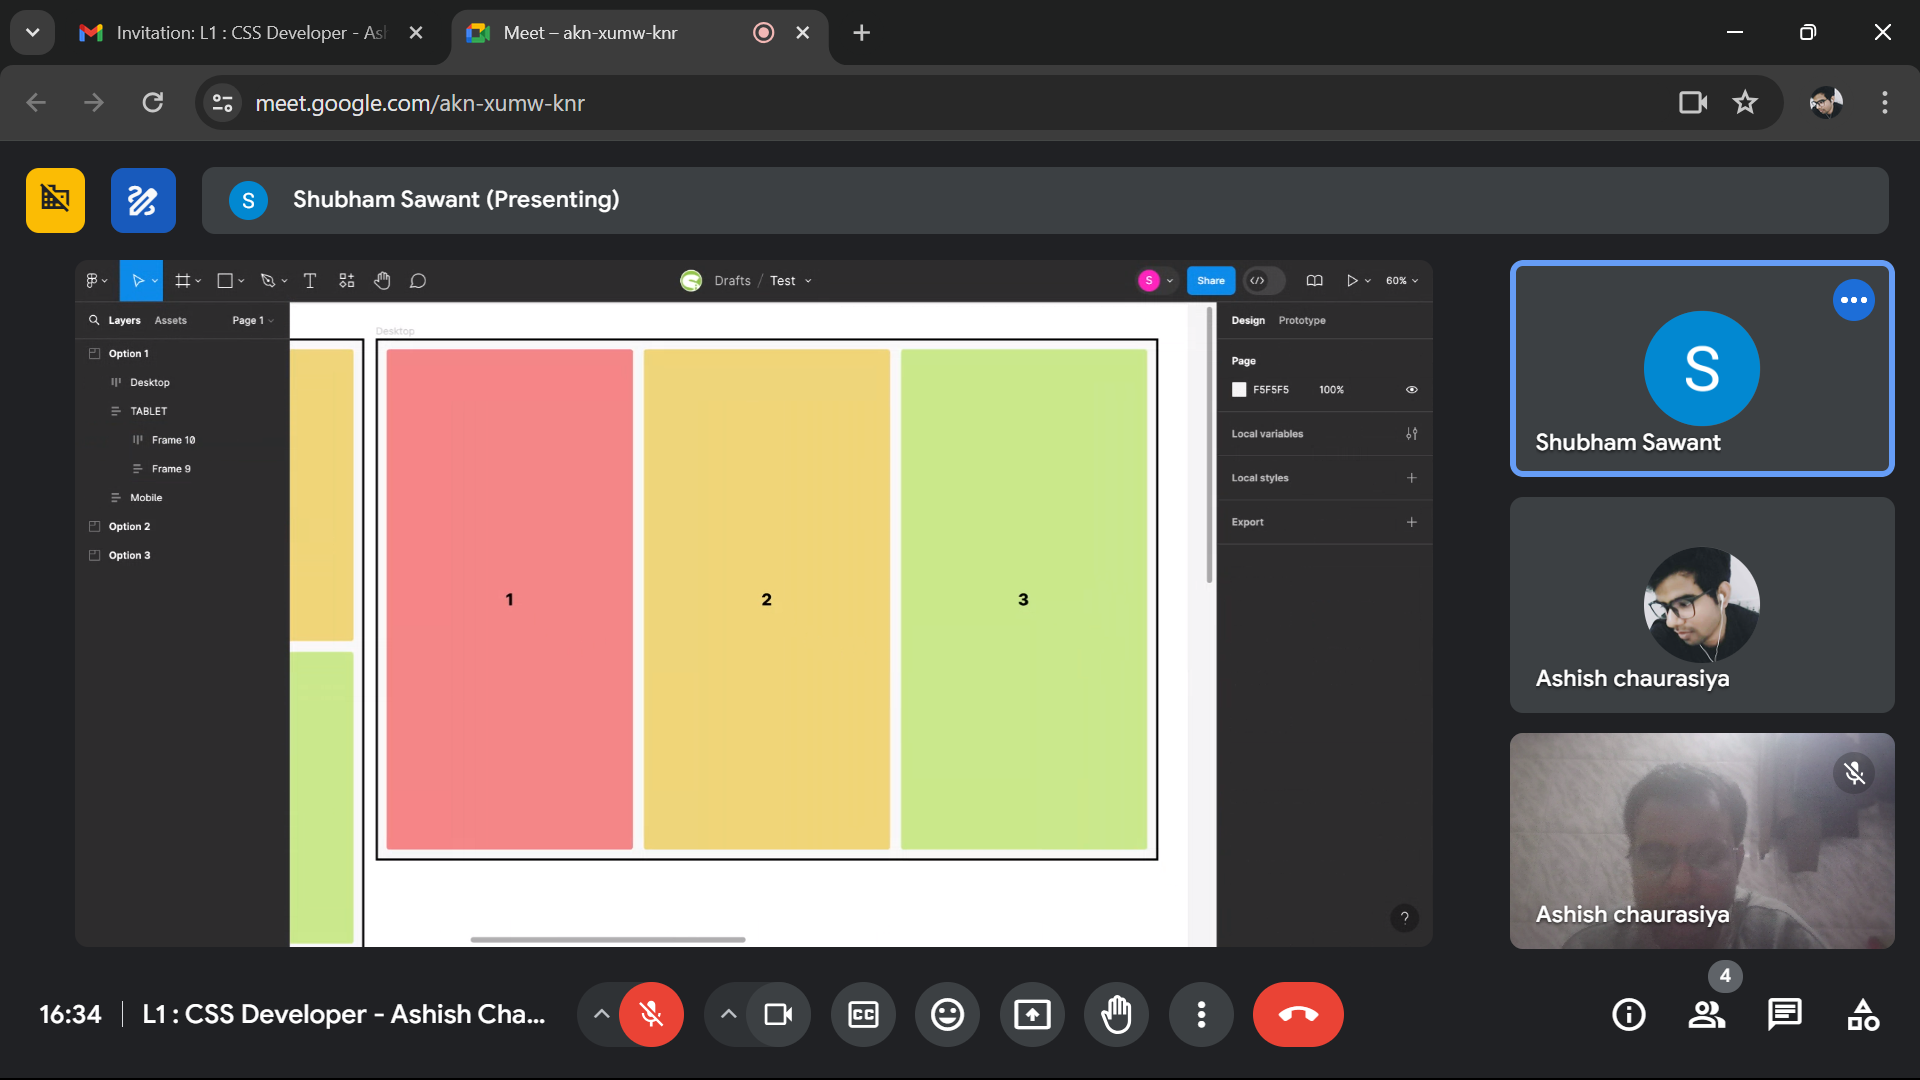 Invitation: L1 : CSS Developer - Ash
Meet – akn-xumw-knr
meet.google.com/akn-xumw-knr
S
Shubham Sawant (Presenting)
Drafts / Test
S
Share
60%
Layers
Assets
Page 1
Option 1
Desktop
TABLET
Frame 10
Frame 9
Mobile
Option 2
Option 3
Desktop
1
2
3
Design
Prototype
Page
F5F5F5
100%
Local variables
Local styles
Export
?
S
Shubham Sawant
Ashish chaurasiya
Ashish chaurasiya
16:34
L1 : CSS Developer - Ashish Cha...
CC
4